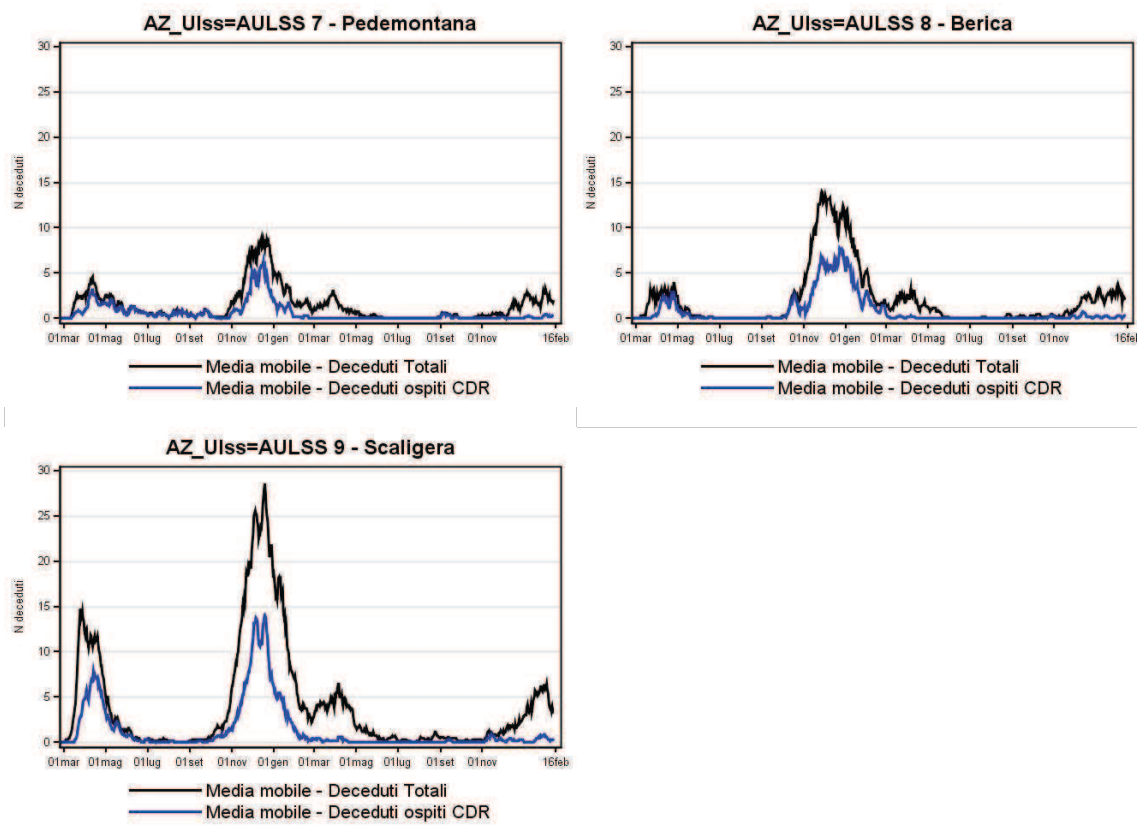 AZ_Ulss=AULSS 7 - Pedemontana
N deceduti
30
25
20
15
10
5
0
01mar 01mag 01lug 01set 01nov 01gen 01mar 01mag 01lug 01set 01nov 16feb
Media mobile - Deceduti Totali
Media mobile - Deceduti ospiti CDR
AZ_Ulss=AULSS 8 - Berica
N deceduti
30
25
20
15
10
5
0
01mar 01mag 01lug 01set 01nov 01gen 01mar 01mag 01lug 01set 01nov 16feb
Media mobile - Deceduti Totali
Media mobile - Deceduti ospiti CDR
AZ_Ulss=AULSS 9 - Scaligera
N deceduti
30
25
20
15
10
5
0
01mar 01mag 01lug 01set 01nov 01gen 01mar 01mag 01lug 01set 01nov 16feb
Media mobile - Deceduti Totali
Media mobile - Deceduti ospiti CDR